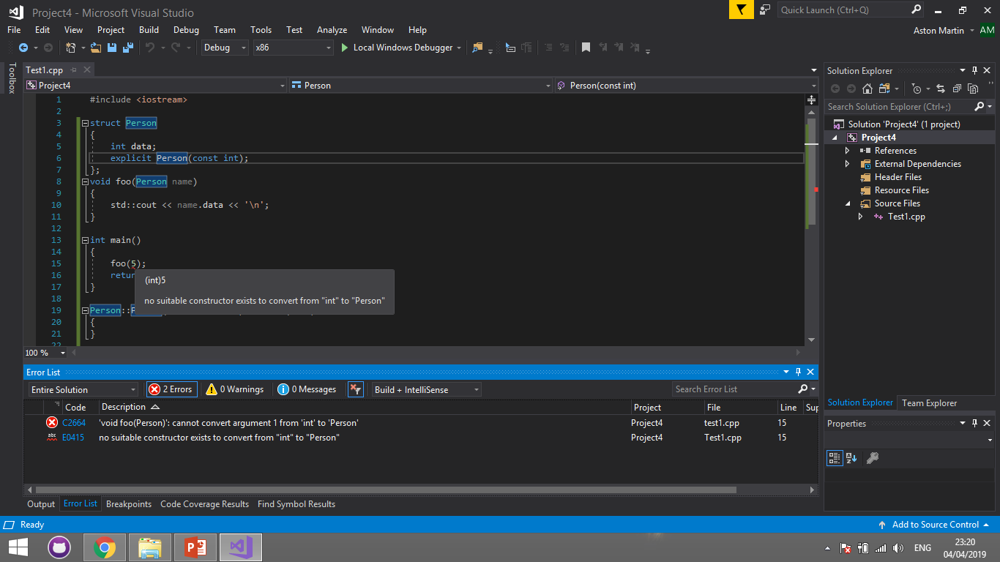 Project4 - Microsoft Visual Studio
Quick Launch (Ctrl+Q)
File Edit View Project Build Debug Team Tools Test Analyze Window Help
Aston Martin AM
Debug x86 Local Windows Debugger
Toolbox
Test1.cpp
Project4 Person Person(const int)
1 #include <iostream>
2
3 struct Person
4 {
5 int data;
6 explicit Person(const int);
7 };
8 void foo(Person name)
9 {
10 std::cout << name.data << '\n';
11 }
12
13 int main()
14 {
15 foo(5);
16 retur
17 }
18
19 Person::
20 {
21 }
22
(int)5
no suitable constructor exists to convert from "int" to "Person"
100 %
Solution Explorer
Search Solution Explorer (Ctrl+;)
Solution 'Project4' (1 project)
Project4
References
External Dependencies
Header Files
Resource Files
Source Files
Test1.cpp
Solution Explorer Team Explorer
Properties
Error List
Entire Solution 2 Errors 0 Warnings 0 Messages Build + IntelliSense Search Error List
Code Description Project File Line Sup
C2664 'void foo(Person)': cannot convert argument 1 from 'int' to 'Person' Project4 test1.cpp 15
abc E0415 no suitable constructor exists to convert from "int" to "Person" Project4 Test1.cpp 15
Output Error List Breakpoints Code Coverage Results Find Symbol Results
Ready Add to Source Control
ENG 23:20
04/04/2019